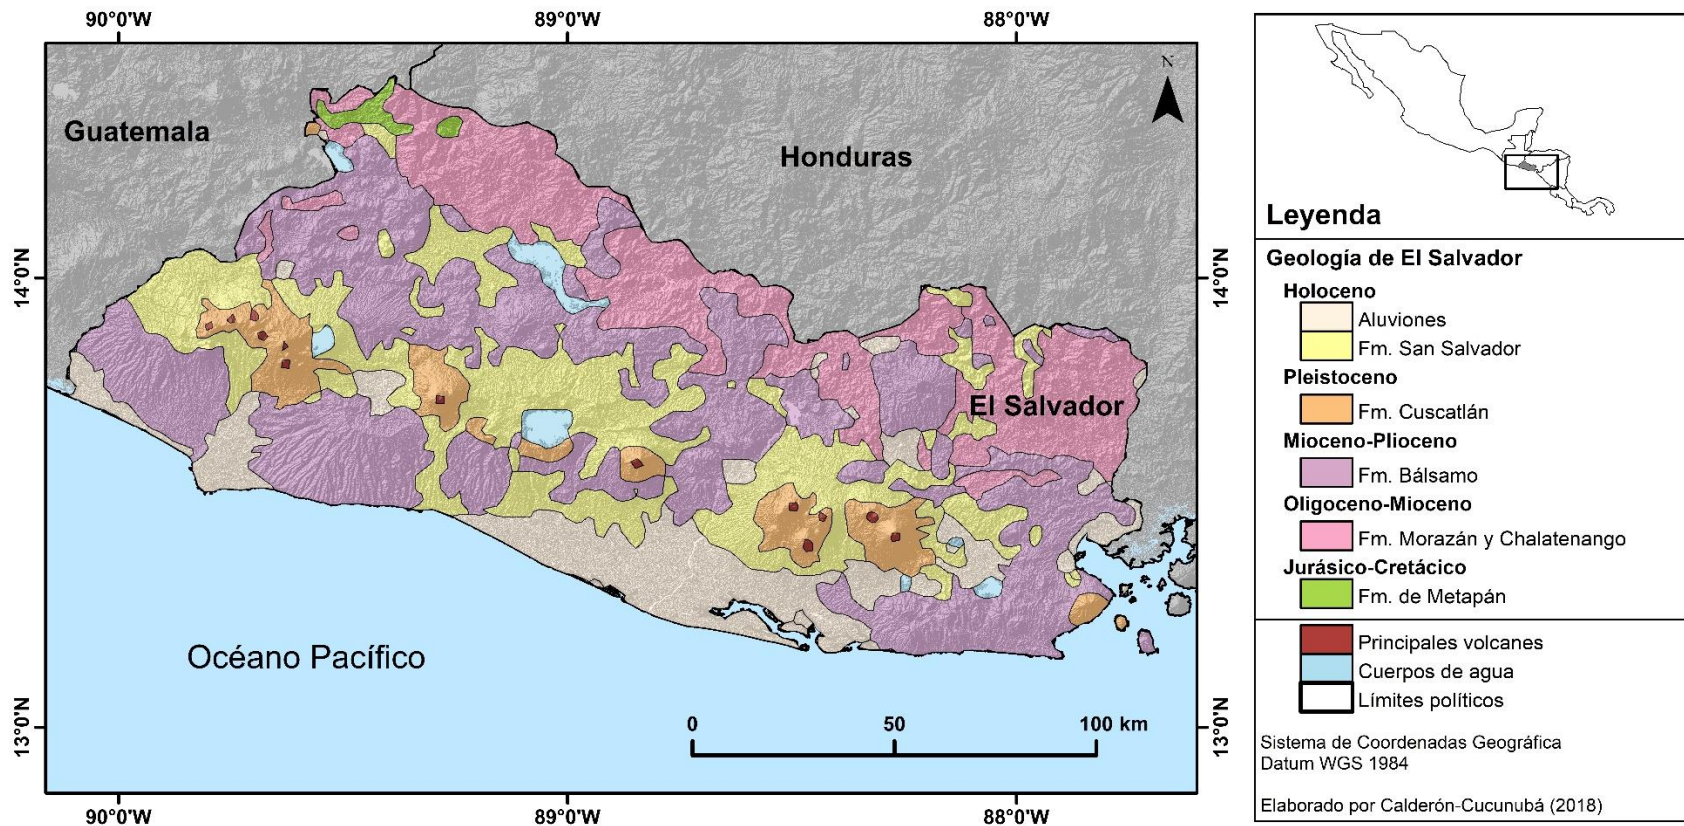 90°0'W
89°0'W
88°0'W
N
Guatemala
Honduras
14°0'N
14°0'N
El Salvador
Océano Pacífico
0
50
100 km
13°0'N
13°0'N
90°0'W
89°0'W
88°0'W
Leyenda
Geología de El Salvador
Holoceno
Aluviones
Fm. San Salvador
Pleistoceno
Fm. Cuscatlán
Mioceno-Plioceno
Fm. Bálsamo
Oligoceno-Mioceno
Fm. Morazán y Chalatenango
Jurásico-Cretácico
Fm. de Metapán
Principales volcanes
Cuerpos de agua
Límites políticos
Sistema de Coordenadas Geográfica
Datum WGS 1984
Elaborado por Calderón-Cucunubá (2018)